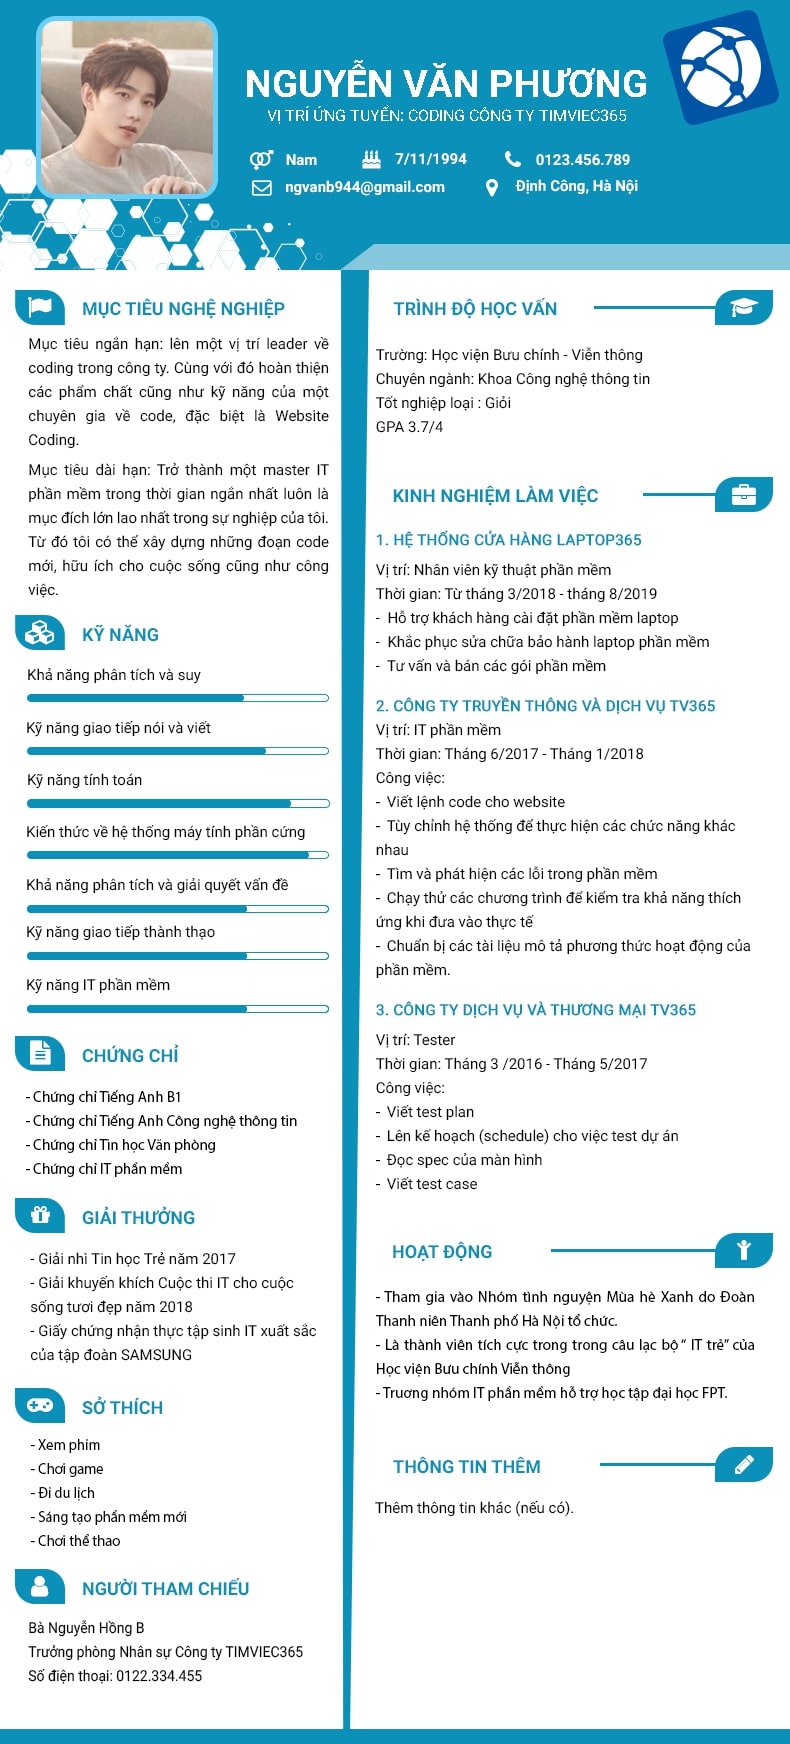 NGUYỄN VĂN PHƯƠNG
VỊ TRÍ ỨNG TUYỂN: CODING CÔNG TY TIMVIEC365
Nam
7/11/1994
0123.456.789
ngvanb944@gmail.com
Định Công, Hà Nội
MỤC TIÊU NGHỆ NGHIỆP
Mục tiêu ngắn hạn: lên một vị trí leader về
coding trong công ty. Cùng với đó hoàn thiện
các phẩm chất cũng như kỹ năng của một
chuyên gia về code, đặc biệt là Website
Coding.
Mục tiêu dài hạn: Trở thành một master IT
phần mềm trong thời gian ngắn nhất luôn là
mục đích lớn lao nhất trong sự nghiệp của tôi.
Từ đó tôi có thể xây dựng những đoạn code
mới, hữu ích cho cuộc sống cũng như công
việc.
KỸ NĂNG
Khả năng phân tích và suy
Kỹ năng giao tiếp nói và viết
Kỹ năng tính toán
Kiến thức về hệ thống máy tính phần cứng
Khả năng phân tích và giải quyết vấn đề
Kỹ năng giao tiếp thành thạo
Kỹ năng IT phần mềm
CHỨNG CHỈ
- Chứng chỉ Tiếng Anh B1
- Chứng chỉ Tiếng Anh Công nghệ thông tin
- Chứng chỉ Tin học Văn phòng
- Chứng chỉ IT phần mềm
GIẢI THƯỞNG
- Giải nhì Tin học Trẻ năm 2017
- Giải khuyến khích Cuộc thi IT cho cuộc
sống tươi đẹp năm 2018
- Giấy chứng nhận thực tập sinh IT xuất sắc
của tập đoàn SAMSUNG
SỞ THÍCH
- Xem phim
- Chơi game
- Đi du lịch
- Sáng tạo phần mềm mới
- Chơi thể thao
NGƯỜI THAM CHIẾU
Bà Nguyễn Hồng B
Trưởng phòng Nhân sự Công ty TIMVIEC365
Số điện thoại: 0122.334.455
TRÌNH ĐỘ HỌC VẤN
Trường: Học viện Bưu chính - Viễn thông
Chuyên ngành: Khoa Công nghệ thông tin
Tốt nghiệp loại : Giỏi
GPA 3.7/4
KINH NGHIỆM LÀM VIỆC
1. HỆ THỐNG CỬA HÀNG LAPTOP365
Vị trí: Nhân viên kỹ thuật phần mềm
Thời gian: Từ tháng 3/2018 - tháng 8/2019
- Hỗ trợ khách hàng cài đặt phần mềm laptop
- Khắc phục sửa chữa bảo hành laptop phần mềm
- Tư vấn và bán các gói phần mềm
2. CÔNG TY TRUYỀN THÔNG VÀ DỊCH VỤ TV365
Vị trí: IT phần mềm
Thời gian: Tháng 6/2017 - Tháng 1/2018
Công việc:
- Viết lệnh code cho website
- Tùy chỉnh hệ thống để thực hiện các chức năng khác
nhau
- Tìm và phát hiện các lỗi trong phần mềm
- Chạy thử các chương trình để kiểm tra khả năng thích
ứng khi đưa vào thực tế
- Chuẩn bị các tài liệu mô tả phương thức hoạt động của
phần mềm.
3. CÔNG TY DỊCH VỤ VÀ THƯƠNG MẠI TV365
Vị trí: Tester
Thời gian: Tháng 3 /2016 - Tháng 5/2017
Công việc:
- Viết test plan
- Lên kế hoạch (schedule) cho việc test dự án
- Đọc spec của màn hình
- Viết test case
HOẠT ĐỘNG
- Tham gia vào Nhóm tình nguyện Mùa hè Xanh do Đoàn
Thanh niên Thanh phố Hà Nội tổ chức.
- Là thành viên tích cực trong trong câu lạc bộ “ IT trẻ” của
Học viện Bưu chính Viễn thông
- Truơng nhóm IT phần mềm hỗ trợ học tập đại học FPT.
THÔNG TIN THÊM
Thêm thông tin khác (nếu có).